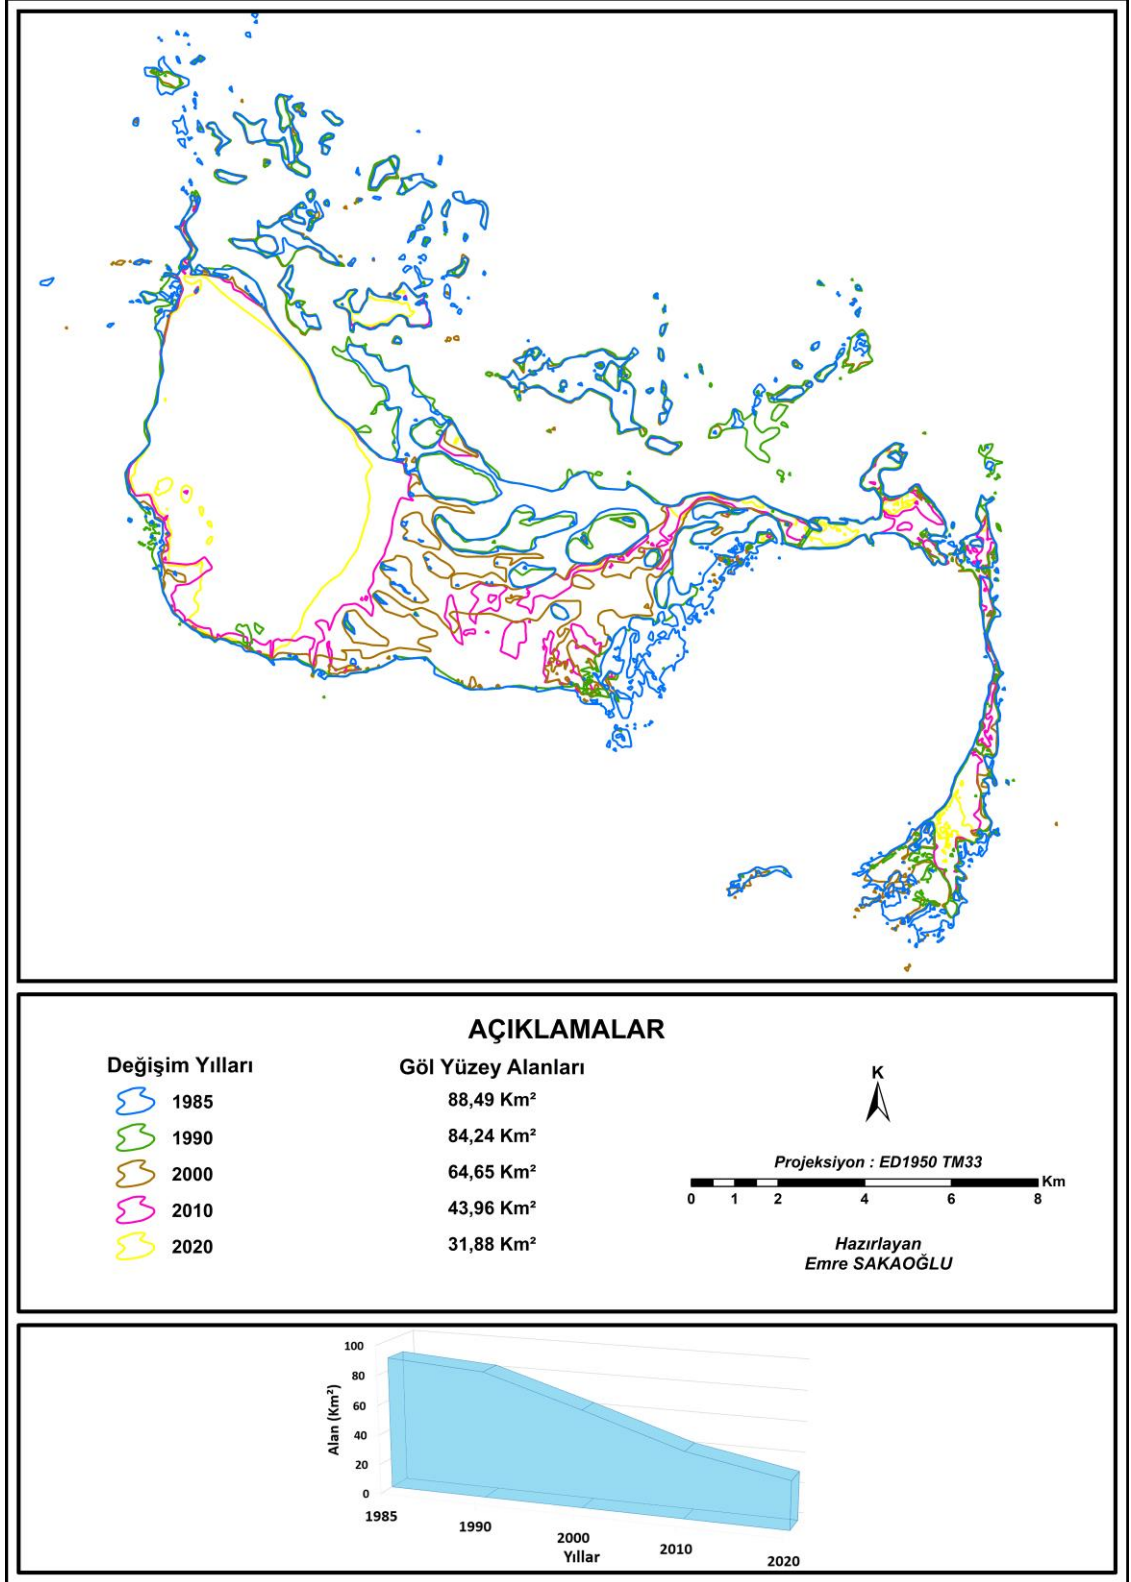 AÇIKLAMALAR
Değişim Yılları
Göl Yüzey Alanları
1985 88,49 Km²
1990 84,24 Km²
2000 64,65 Km²
2010 43,96 Km²
2020 31,88 Km²
K
Projeksiyon : ED1950 TM33
Km
0 1 2 4 6 8
Hazırlayan
Emre SAKAOĞLU
100
80
60
40
20
0
Alan (Km²)
1985
1990
2000
2010
2020
Yıllar